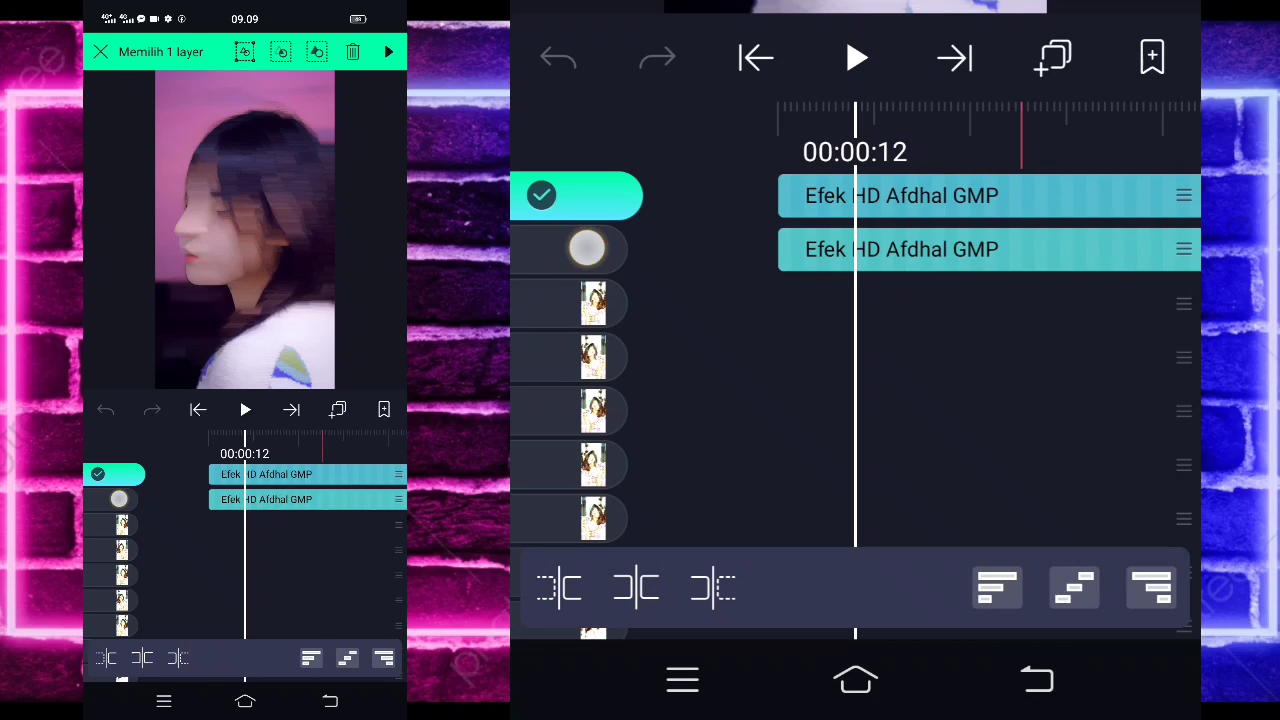 09.09
Memilih 1 layer
00:00:12
Efek HD Afdhal GMP
Efek HD Afdhal GMP
00:00:12
Efek HD Afdhal GMP
Efek HD Afdhal GMP